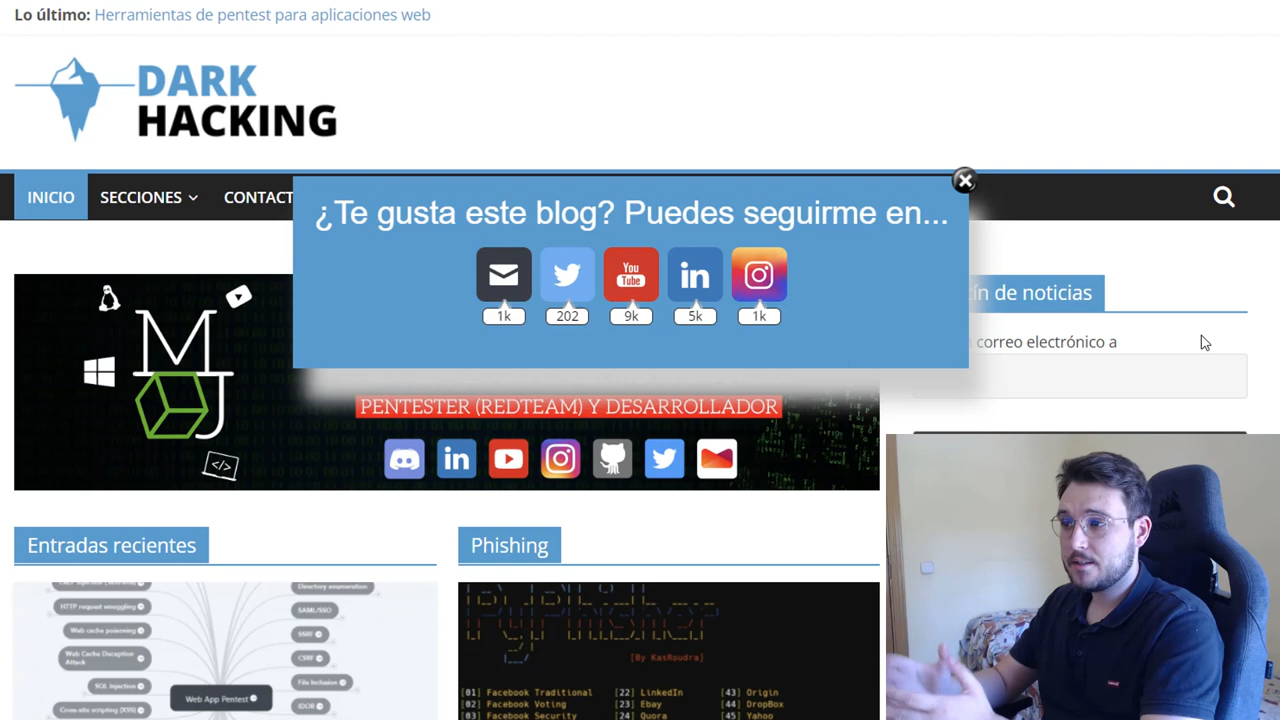 Lo último: Herramientas de pentest para aplicaciones web
DARK
HACKING
INICIO SECCIONES CONTACT
¿Te gusta este blog? Puedes seguirme en...
You
Tube
in
1k 202 9k 5k 1k
ín de noticias
correo electrónico a
M
J
PENTESTER (REDTEAM) Y DESARROLLADOR
in
</>
Entradas recientes
Phishing
Directory enumeration
HTTP request smuggling
SAML/SSO
Web cache poisoning
SSRF
Web Cache Deception
Attack
CSRF
SQL Injection
File Inclusion
Web App Pentest
Cross-site scripting (XSS)
IDOR
[By KasRoudra]
[01] Facebook Traditional [22] LinkedIn [43] Origin
[02] Facebook Voting [23] Ebay [44] DropBox
[03] Facebook Security [24] Quora [45] Yahoo